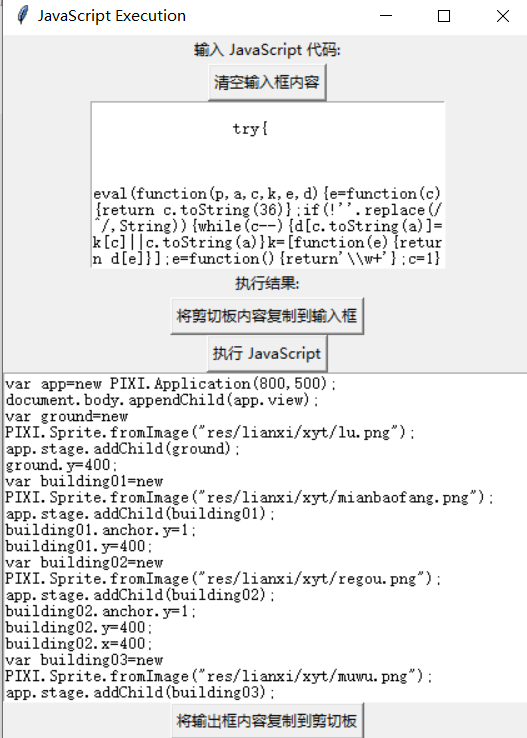 JavaScript Execution
输入 JavaScript 代码:
清空输入框内容
try{
eval(function(p,a,c,k,e,d){e=function(c)
{return c.toString(36)};if(!''.replace(/
^/,String)){while(c--){d[c.toString(a)]=
k[c]||c.toString(a)}k=[function(e){retur
n d[e]}];e=function(){return'\\w+'};c=1}
执行结果:
将剪切板内容复制到输入框
执行 JavaScript
var app=new PIXI.Application(800,500);
document.body.appendChild(app.view);
var ground=new
PIXI.Sprite.fromImage("res/lianxi/xyt/lu.png");
app.stage.addChild(ground);
ground.y=400;
var building01=new
PIXI.Sprite.fromImage("res/lianxi/xyt/mianbaofang.png");
app.stage.addChild(building01);
building01.anchor.y=1;
building01.y=400;
var building02=new
PIXI.Sprite.fromImage("res/lianxi/xyt/regou.png");
app.stage.addChild(building02);
building02.anchor.y=1;
building02.y=400;
building02.x=400;
var building03=new
PIXI.Sprite.fromImage("res/lianxi/xyt/muwu.png");
app.stage.addChild(building03);
将输出框内容复制到剪切板